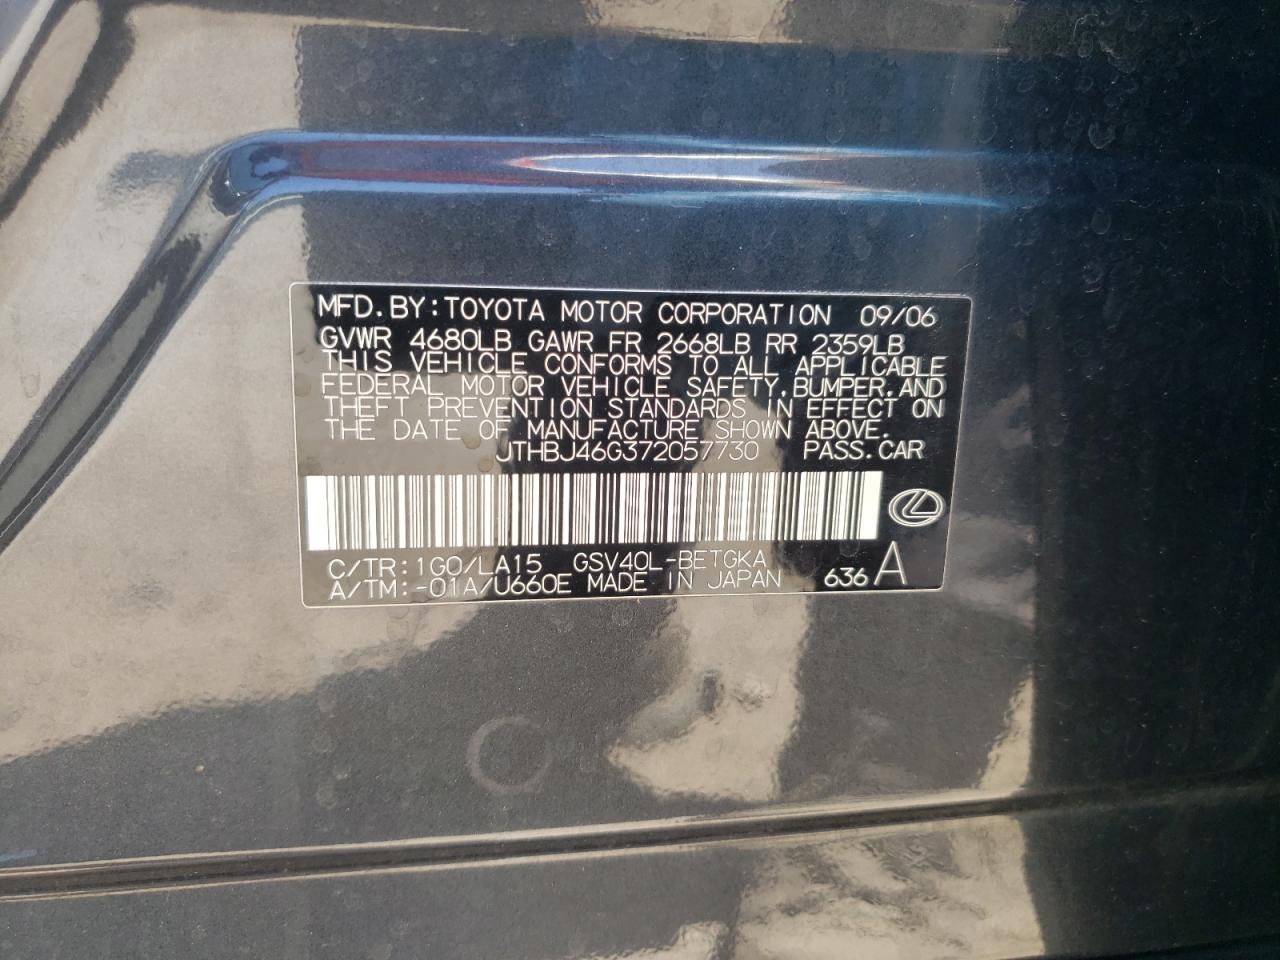 MFD. BY: TOYOTA MOTOR CORPORATION 09/06
GVWR 4680LB GAWR FR 2668LB RR 2359LB
THIS VEHICLE CONFORMS TO ALL APPLICABLE
FEDERAL MOTOR VEHICLE SAFETY, BUMPER, AND
THEFT PREVENTION STANDARDS IN EFFECT ON
THE DATE OF MANUFACTURE SHOWN ABOVE.
JTHBJ46G372057730 PASS. CAR
C/TR: 1G0/LA15 GSV40L-BETGKA
A/TM: -01A/U660E MADE IN JAPAN 636 A